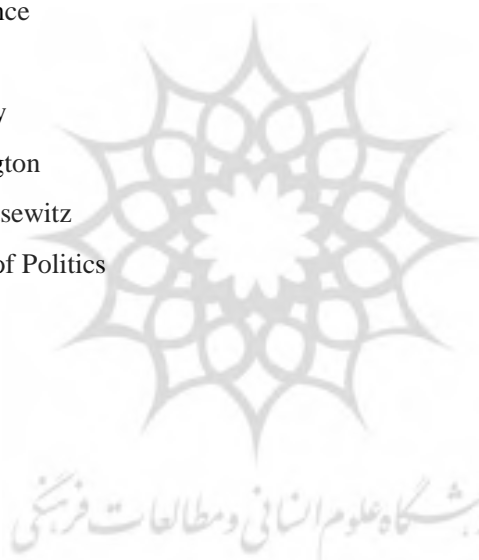 nce
y
gton
sewitz
of Politics
شگاه علوم انسانی و مطالعات فرهنگی